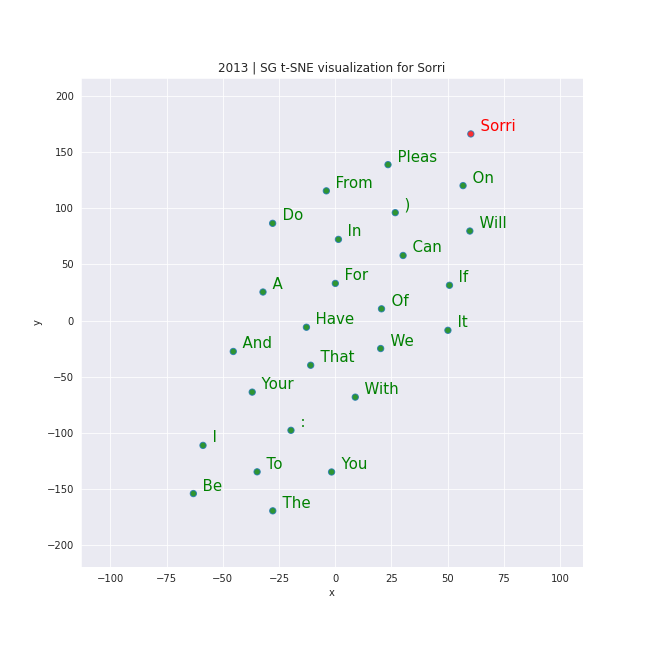 2013 | SG t-SNE visualization for Sorri
200
150
100
50
0
−50
−100
−150
−200
y
Sorri
Pleas
On
From
)
Do
Will
In
Can
For
If
A
Of
Have
It
And
We
That
Your
With
:
I
To
You
Be
The
−100
−75
−50
−25
0
25
50
75
100
x